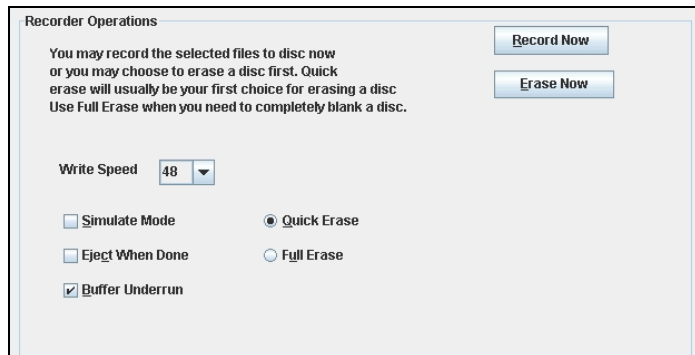 Recorder Operations
You may record the selected files to disc now
or you may choose to erase a disc first. Quick
erase will usually be your first choice for erasing a disc
Use Full Erase when you need to completely blank a disc.
Record Now
Erase Now
Write Speed 48
Simulate Mode Quick Erase
Eject When Done Full Erase
Buffer Underrun